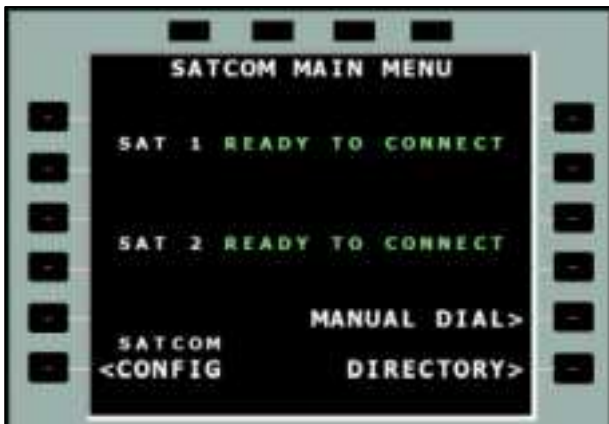 SATCOM MAIN MENU
SAT 1 READY TO CONNECT
SAT 2 READY TO CONNECT
MANUAL DIAL>
SATCOM
<CONFIG DIRECTORY>